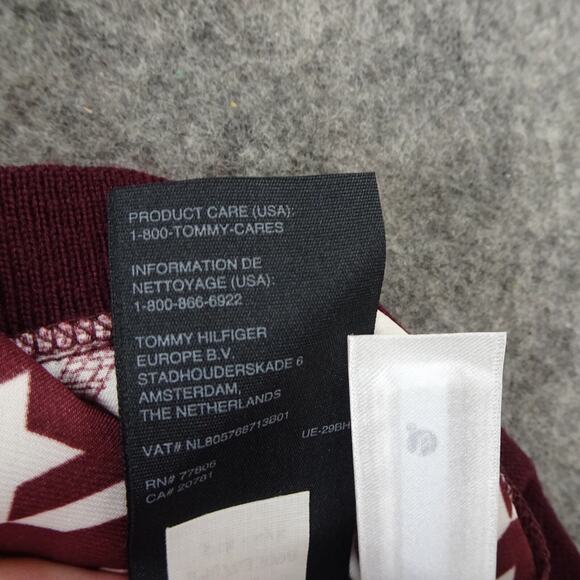 PRODUCT CARE (USA):
1-800-TOMMY-CARES
INFORMATION DE
NETTOYAGE (USA):
1-800-866-6922
TOMMY HILFIGER
EUROPE B.V.
STADHOUDERSKADE 6
AMSTERDAM,
THE NETHERLANDS
VAT# NL805766713B01
UE-29BH
RN# 77806
CA# 20781